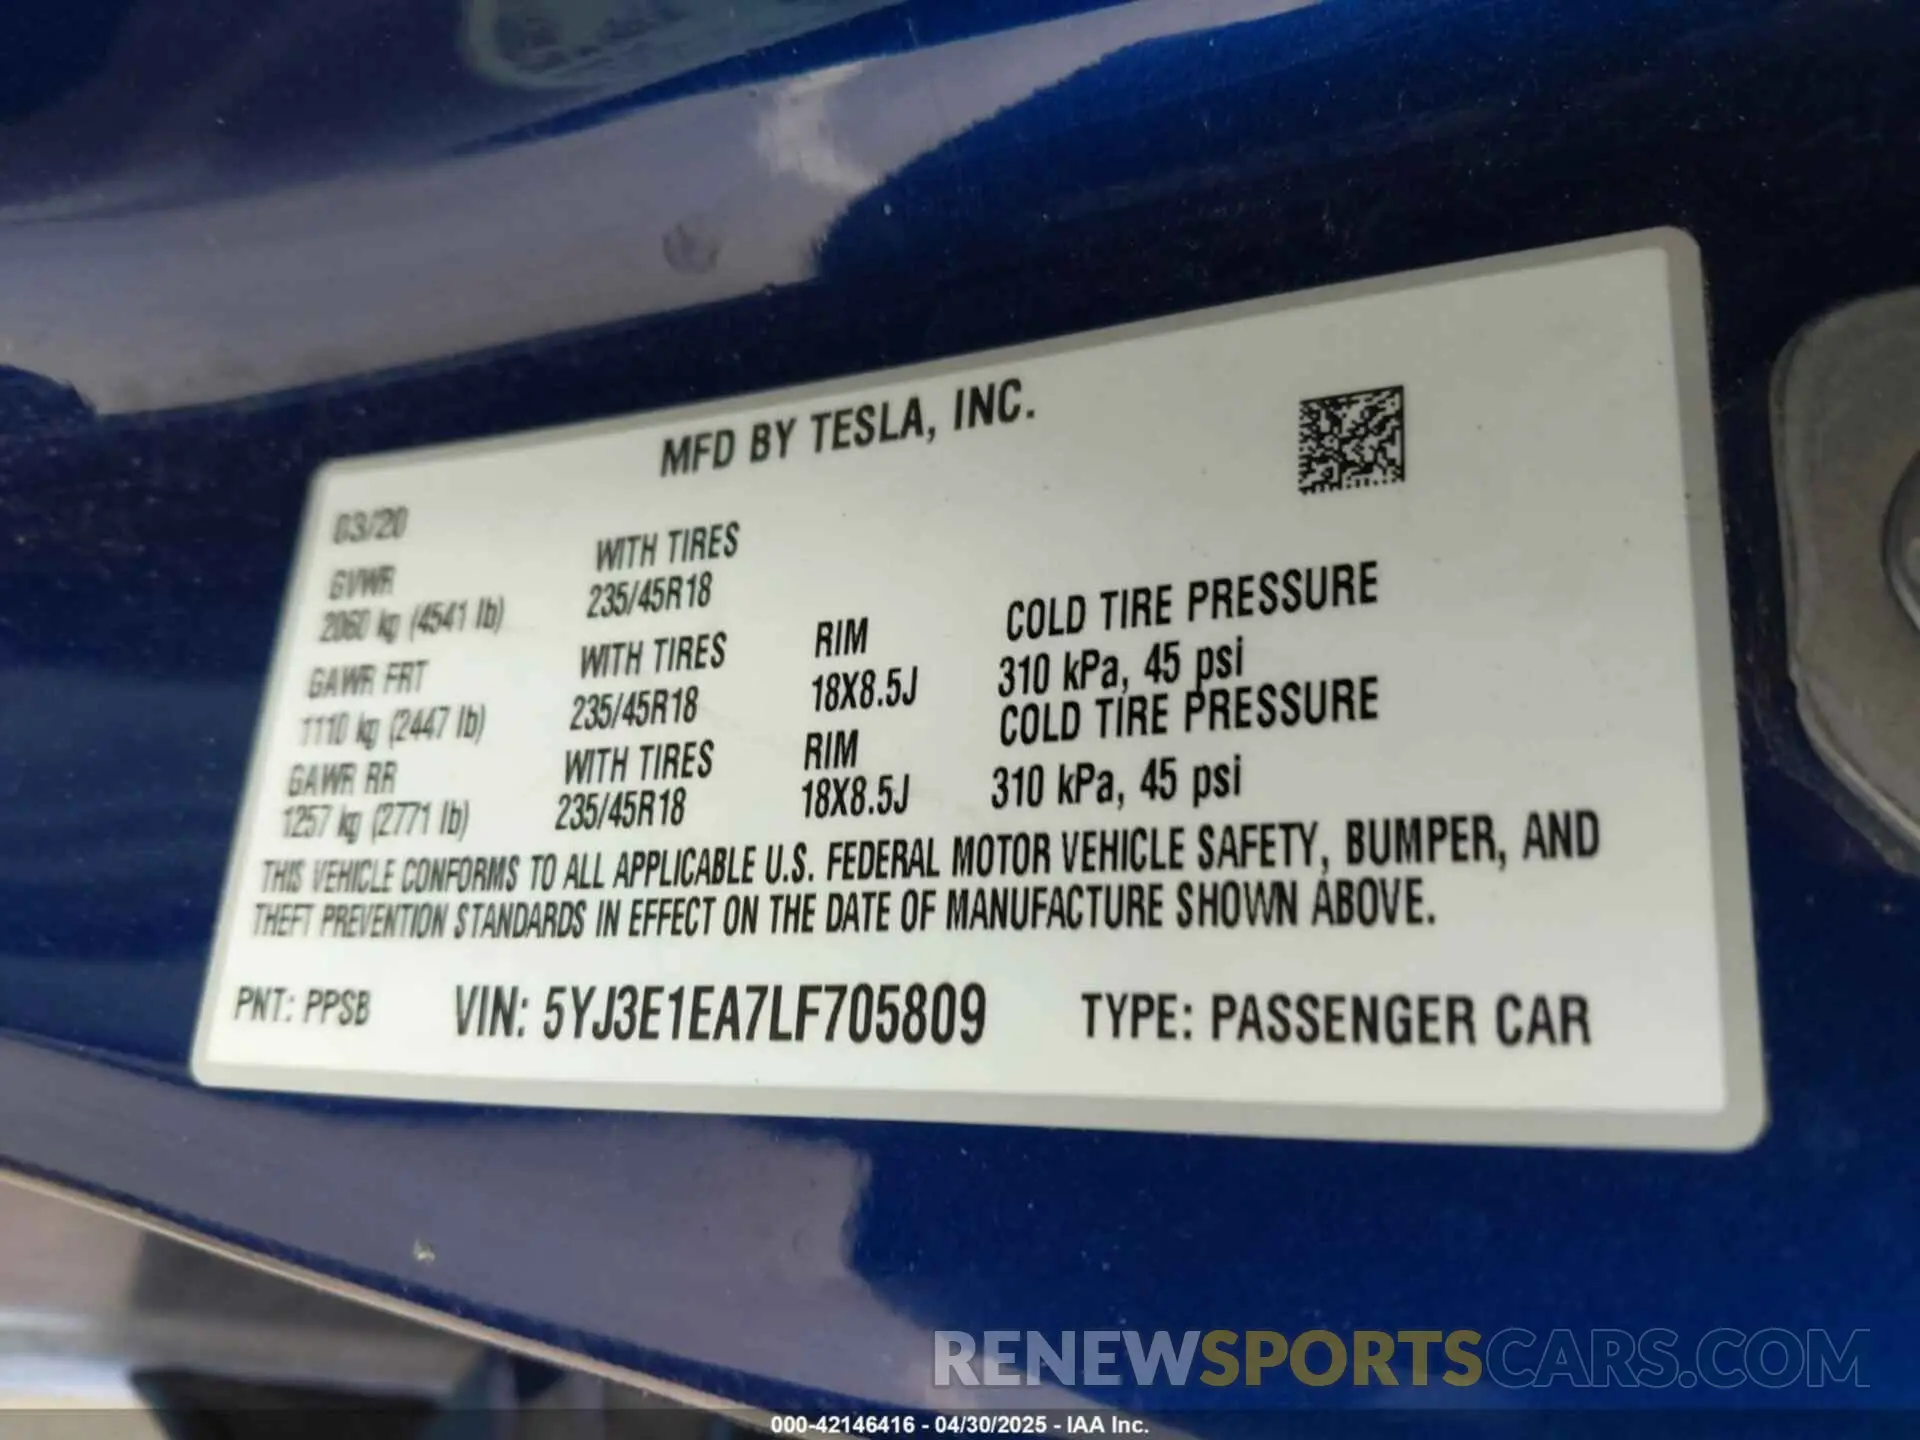 MFD BY TESLA, INC.
03/20
GVWR
2060 kg (4541 lb)
WITH TIRES
235/45R18
GAWR FRT
1110 kg (2447 lb)
WITH TIRES
235/45R18
RIM
18X8.5J
COLD TIRE PRESSURE
310 kPa, 45 psi
GAWR RR
1257 kg (2771 lb)
WITH TIRES
235/45R18
RIM
18X8.5J
COLD TIRE PRESSURE
310 kPa, 45 psi
THIS VEHICLE CONFORMS TO ALL APPLICABLE U.S. FEDERAL MOTOR VEHICLE SAFETY, BUMPER, AND
THEFT PREVENTION STANDARDS IN EFFECT ON THE DATE OF MANUFACTURE SHOWN ABOVE.
PNT: PPSB VIN: 5YJ3E1EA7LF705809 TYPE: PASSENGER CAR
RENEWSPORTSCARS.COM
000-42146416 - 04/30/2025 - IAA Inc.